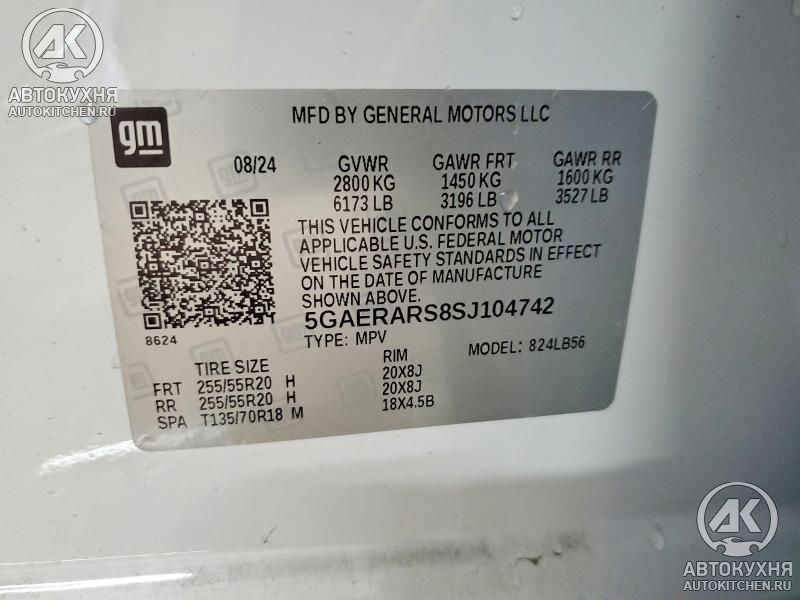 АК
АВТОКУХНЯ
AUTOKITCHEN.RU
gm
MFD BY GENERAL MOTORS LLC
08/24 GVWR GAWR FRT GAWR RR
2800 KG 1450 KG 1600 KG
6173 LB 3196 LB 3527 LB
THIS VEHICLE CONFORMS TO ALL
APPLICABLE U.S. FEDERAL MOTOR
VEHICLE SAFETY STANDARDS IN EFFECT
ON THE DATE OF MANUFACTURE
SHOWN ABOVE.
8624
5GAERARS8SJ104742
TYPE: MPV MODEL: 824LB56
TIRE SIZE RIM
FRT 255/55R20 H 20X8J
RR 255/55R20 H 20X8J
SPA T135/70R18 M 18X4.5B
АК
АВТОКУХНЯ
AUTOKITCHEN.RU